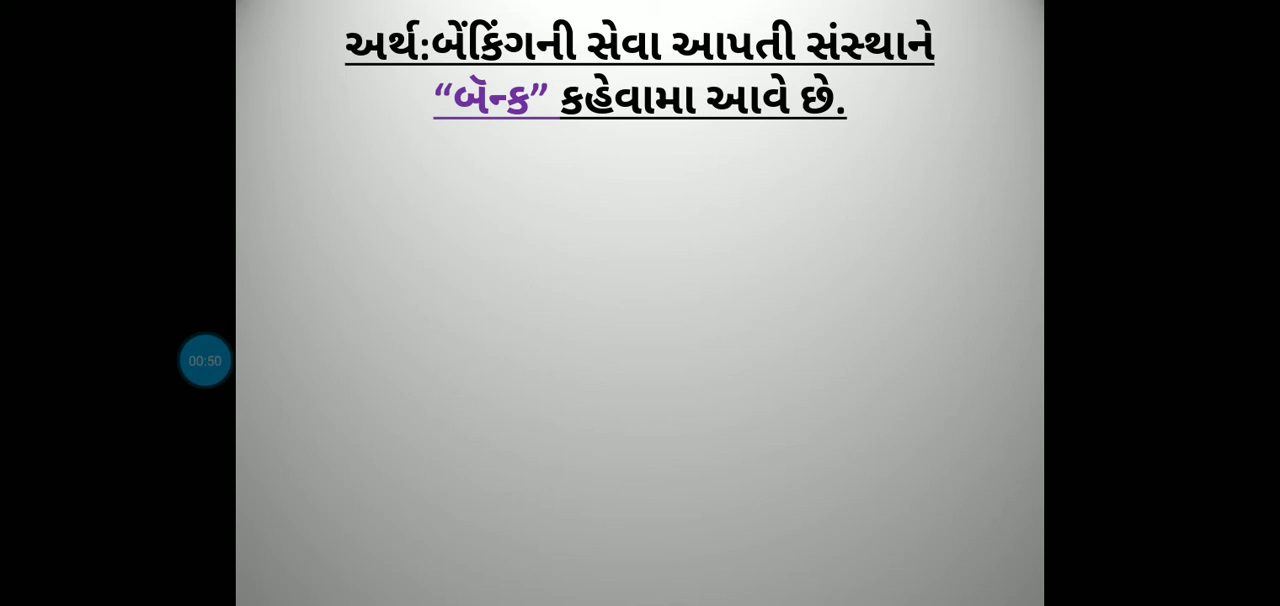 અર્થ:બેંકિંગની સેવા આપતી સંસ્થાને
“બૅન્ક” કહેવામા આવે છે.
00:50